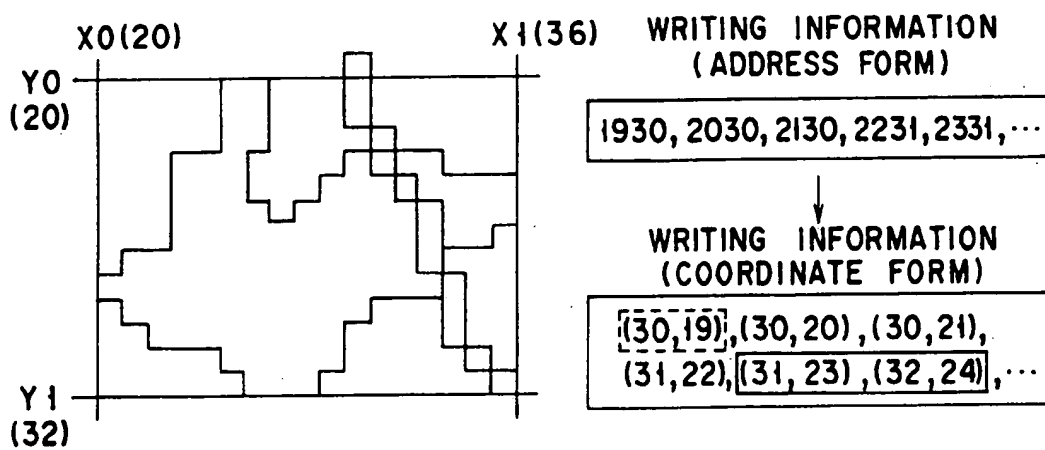 X0(20)
X1(36)
Y0
(20)
Y1
(32)
WRITING INFORMATION
(ADDRESS FORM)
1930, 2030, 2130, 2231, 2331, ···
WRITING INFORMATION
(COORDINATE FORM)
(30,19),(30,20),(30,21),
(31,22),(31,23),(32,24),···